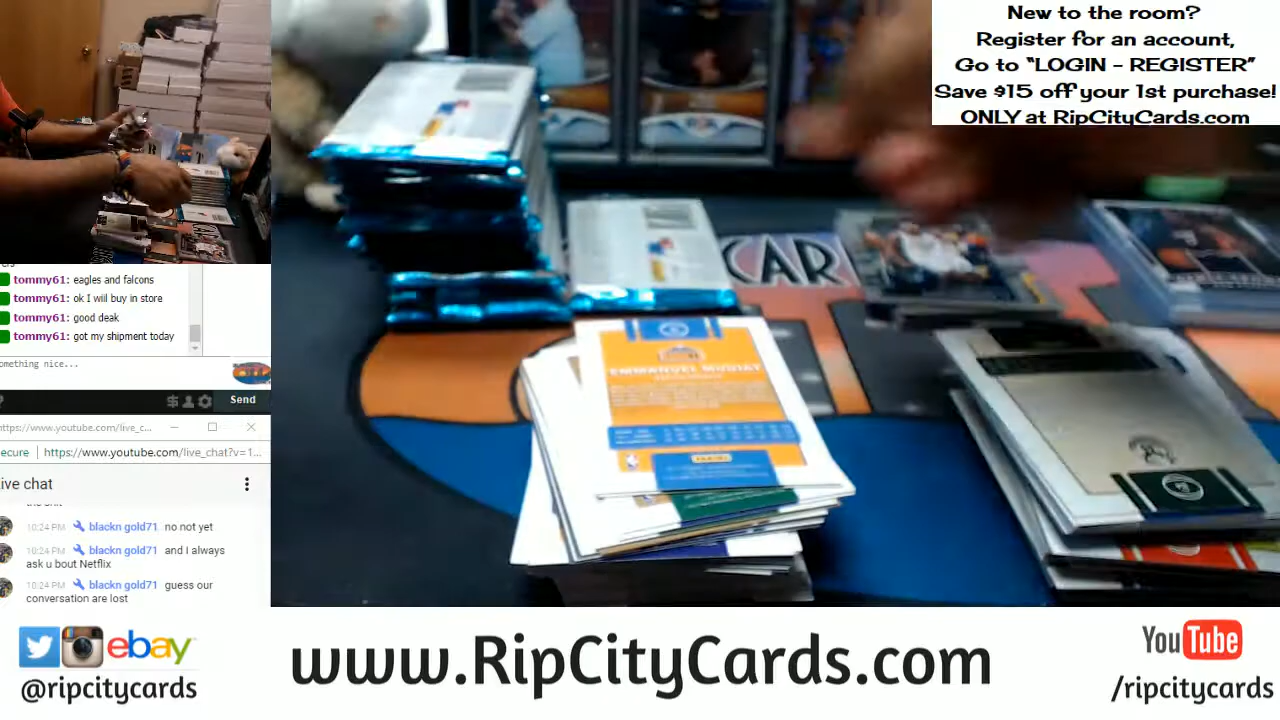 New to the room?
Register for an account,
Go to "LOGIN - REGISTER"
Save $15 off your 1st purchase!
ONLY at RipCityCards.com
tommy61: eagles and falcons
tommy61: ok I will buy in store
tommy61: good deak
tommy61: got my shipment today
omething nice...
Send
https://www.youtube.com/live_c...
ecure https://www.youtube.com/live_chat?v=1...
ive chat
10:24 PM blackn gold71 no not yet
10:24 PM blackn gold71 and I always
ask u bout Netflix
10:24 PM blackn gold71 guess our
conversation are lost
CAR
EMMANUEL MUDIAY
PANINI
ebay
@ripcitycards
www.RipCityCards.com
YouTube
/ripcitycards